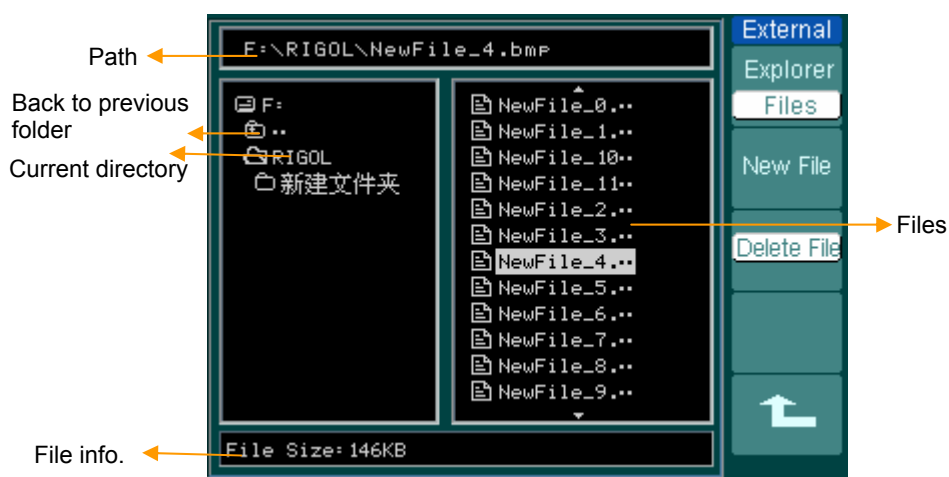 Path
Back to previous
folder
Current directory
File info.
F:\RIGOL\NewFile_4.bmp
F:
..
RIGOL
新建文件夹
NewFile_0.··
NewFile_1.··
NewFile_10··
NewFile_11··
NewFile_2.··
NewFile_3.··
NewFile_4.··
NewFile_5.··
NewFile_6.··
NewFile_7.··
NewFile_8.··
NewFile_9.··
File Size:146KB
External
Explorer
Files
New File
Delete File
Files